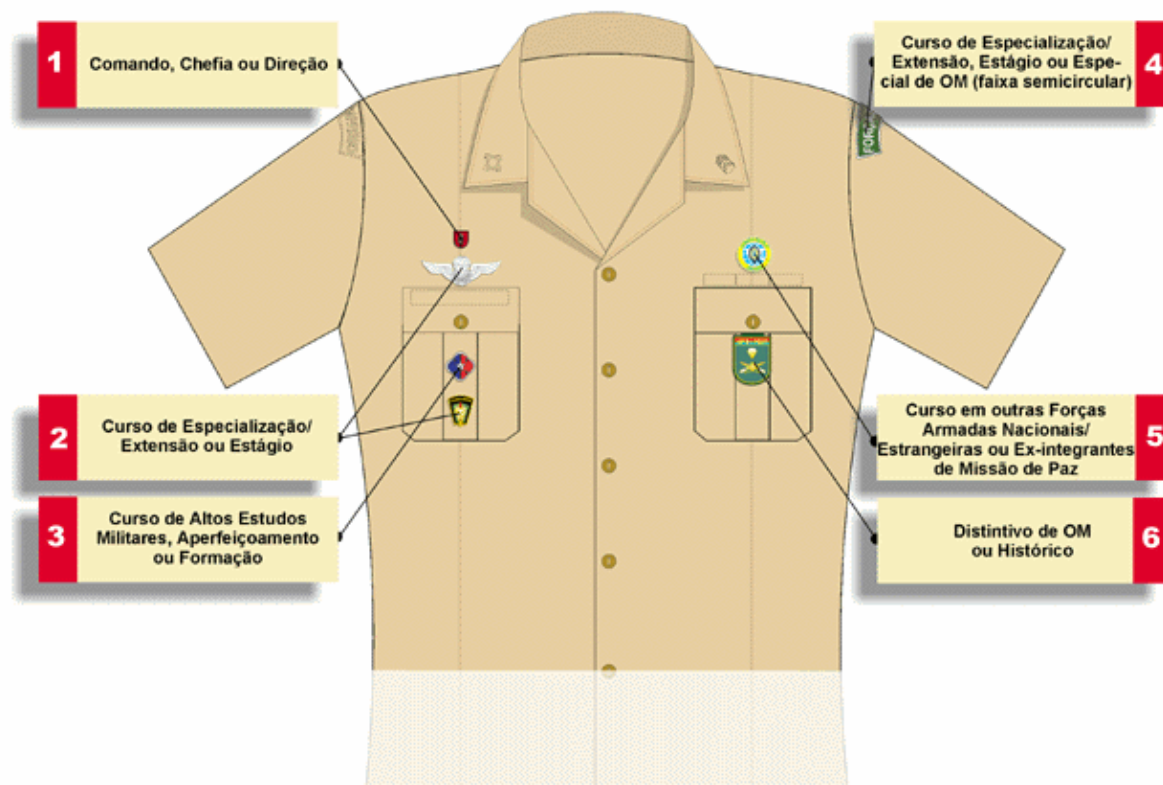 1
Comando, Chefia ou Direção
4
Curso de Especialização/
Extensão, Estágio ou Espe-
cial de OM (faixa semicircular)
2
Curso de Especialização/
Extensão ou Estágio
3
Curso de Altos Estudos
Militares, Aperfeiçoamento
ou Formação
5
Curso em outras Forças
Armadas Nacionais/
Estrangeiras ou Ex-integrantes
de Missão de Paz
6
Distintivo de OM
ou Histórico